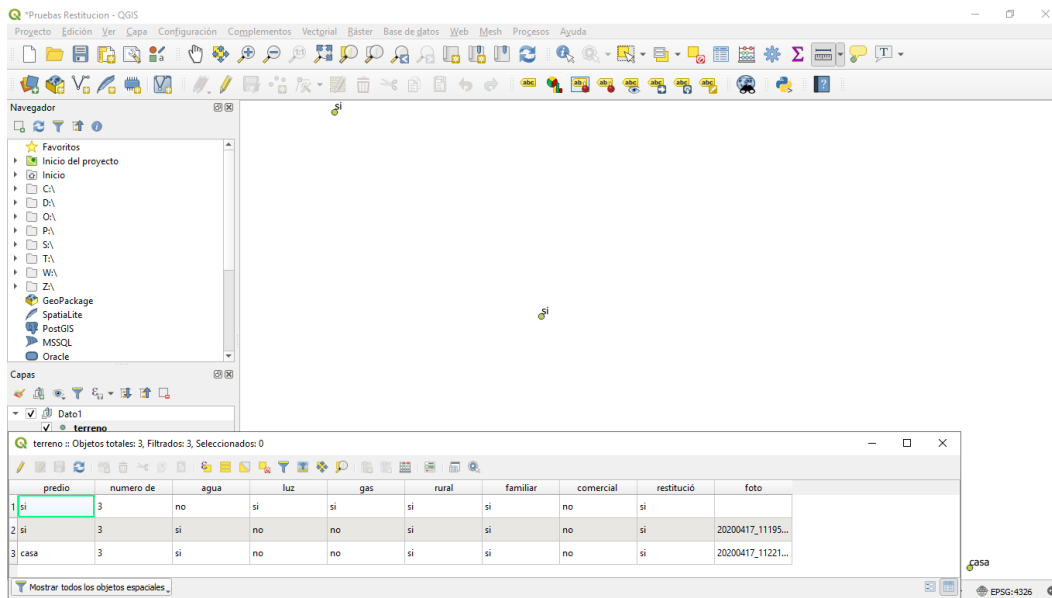 *Pruebas Restitucion - QGIS
Proyecto Edición Ver Capa Configuración Complementos Vectorial Ráster Base de datos Web Mesh Procesos Ayuda
Navegador
si
Favoritos
Inicio del proyecto
Inicio
C:\
D:\
O:\
P:\
S:\
T:\
W:\
Z:\
GeoPackage
SpatiaLite
PostGIS
MSSQL
Oracle
si
Capas
Dato1
terreno
terreno :: Objetos totales: 3, Filtrados: 3, Seleccionados: 0
predio numero de agua luz gas rural familiar comercial restitució foto
1 si 3 no si si si si no si
2 si 3 si no no si si no si 20200417_11195...
3 casa 3 si no no si si no si 20200417_11221...
casa
Mostrar todos los objetos espaciales
EPSG:4326